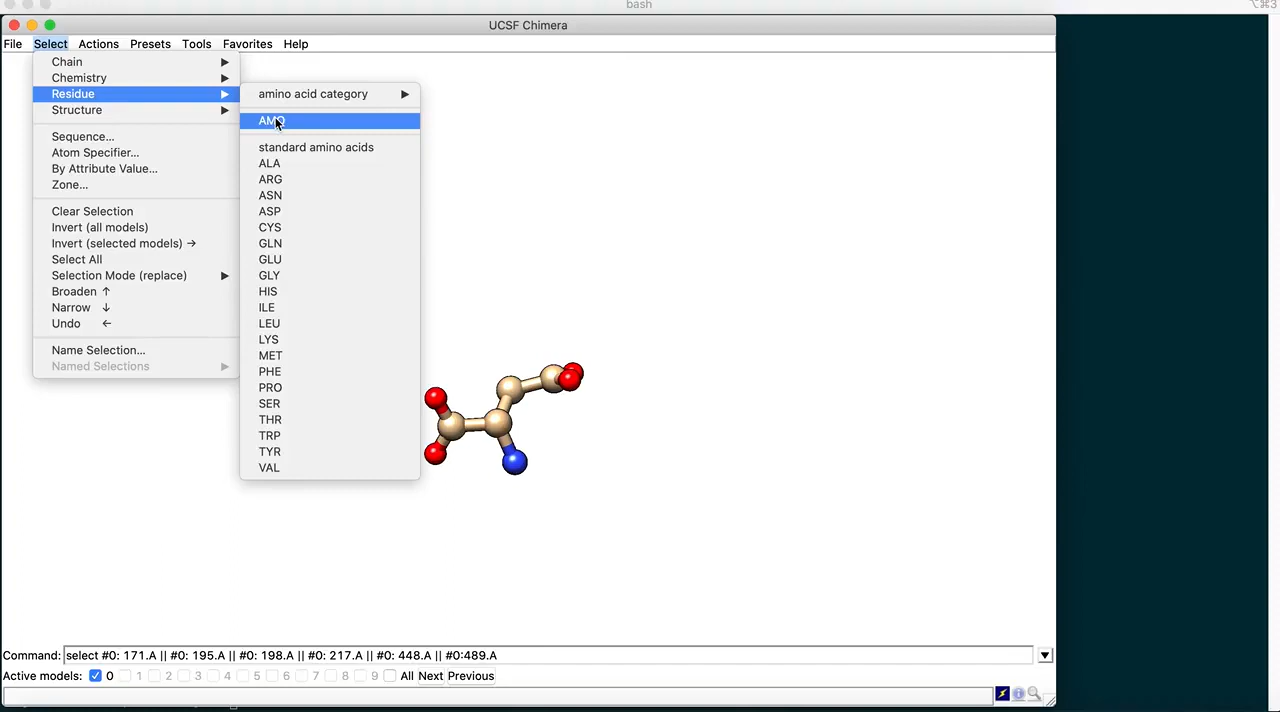 bash
⌥⌘3
UCSF Chimera
File Select Actions Presets Tools Favorites Help
Chain
Chemistry
Residue
Structure
Sequence...
Atom Specifier...
By Attribute Value...
Zone...
Clear Selection
Invert (all models)
Invert (selected models) →
Select All
Selection Mode (replace)
Broaden ↑
Narrow ↓
Undo ←
Name Selection...
Named Selections
amino acid category
standard amino acids
ALA
ARG
ASN
ASP
CYS
GLN
GLU
GLY
HIS
ILE
LEU
LYS
MET
PHE
PRO
SER
THR
TRP
TYR
VAL
Command: select #0: 171.A || #0: 195.A || #0: 198.A || #0: 217.A || #0: 448.A || #0:489.A
Active models: 0 1 2 3 4 5 6 7 8 9 All Next Previous